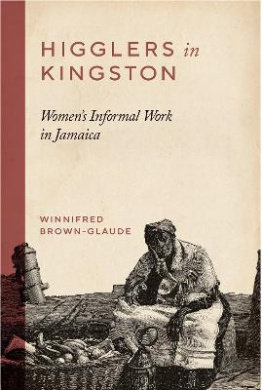 HIGGLERS in
KINGSTON
Women's Informal Work
in Jamaica
WINNIFRED
BROWN-GLAUDE